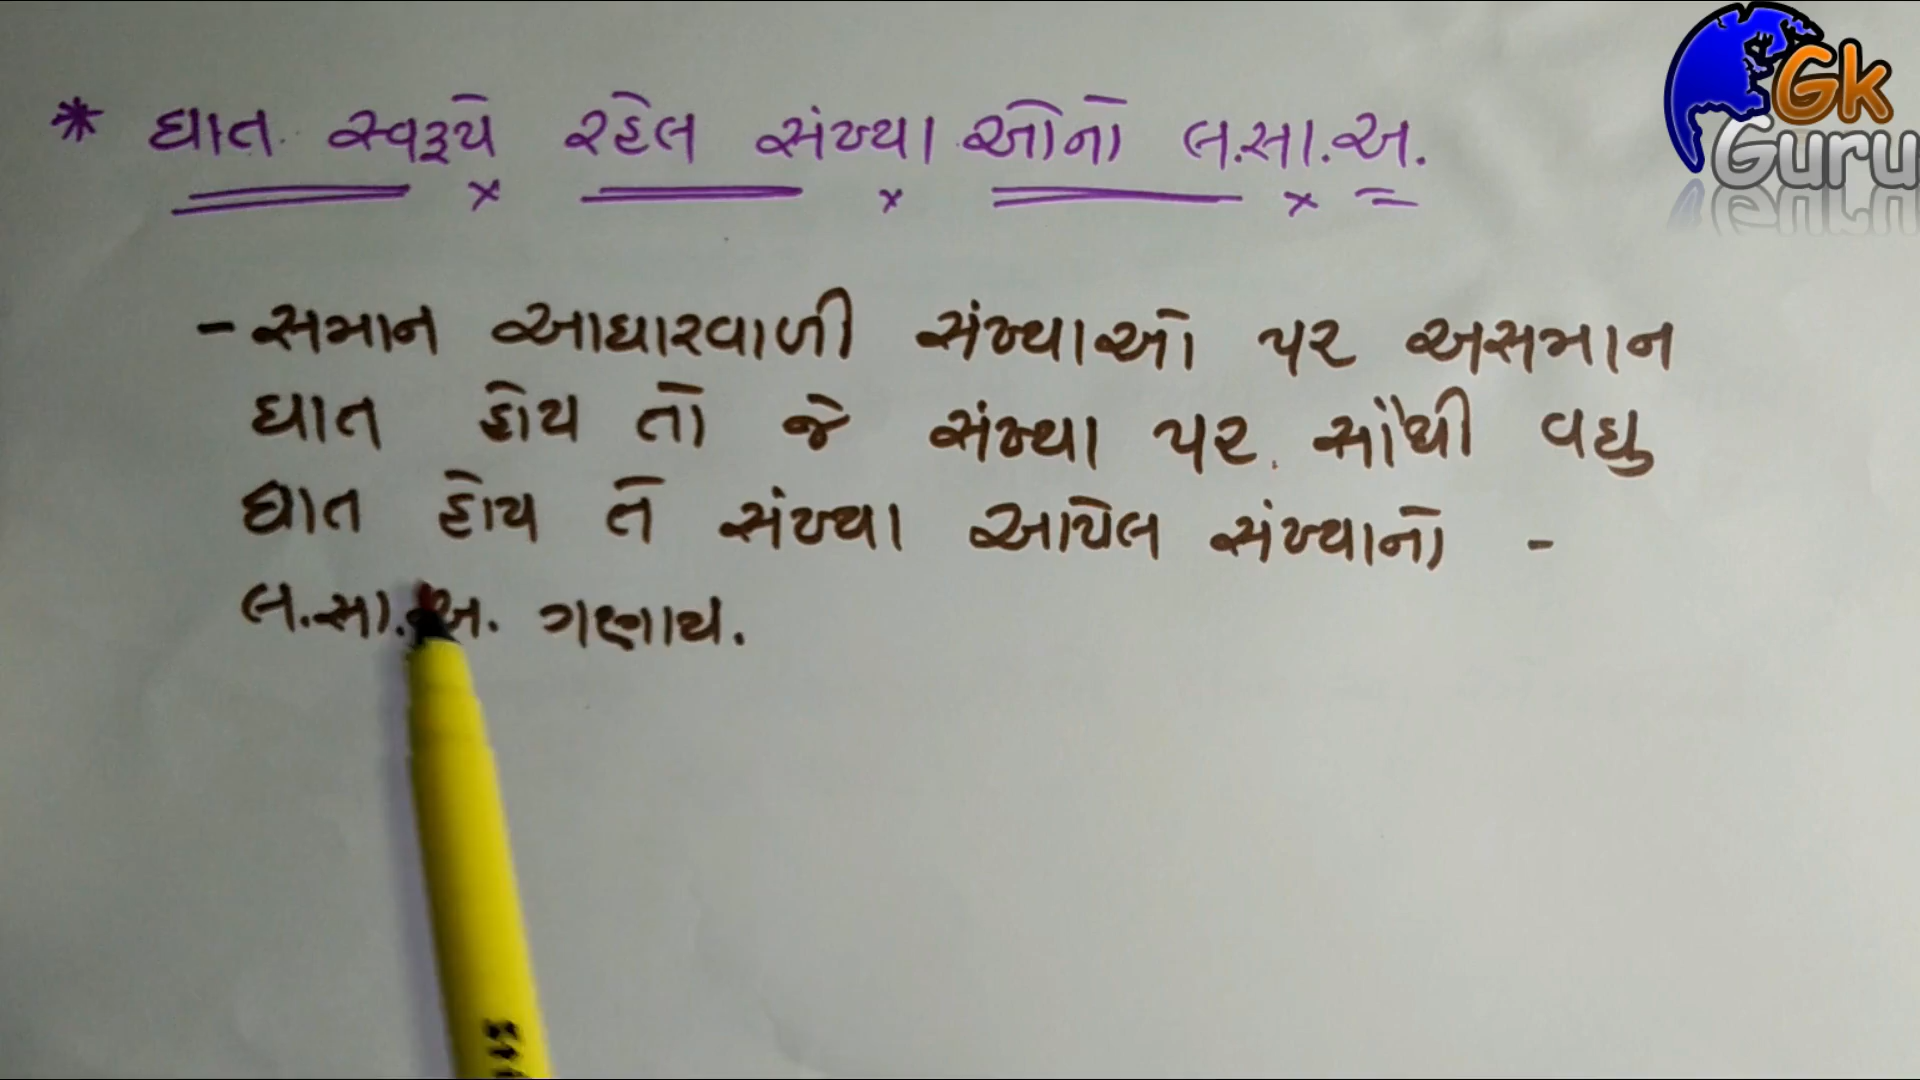 * ઘાત સ્વરૂપે રહેલ સંખ્યાઓનો લ.સા.અ.
Gk
Guru
- સમાન આધારવાળી સંખ્યાઓ પર અસમાન
ઘાત હોય તો જે સંખ્યા પર સૌથી વધુ
ઘાત હોય તે સંખ્યા આપેલ સંખ્યાનો -
લ.સા.અ. ગણાય.